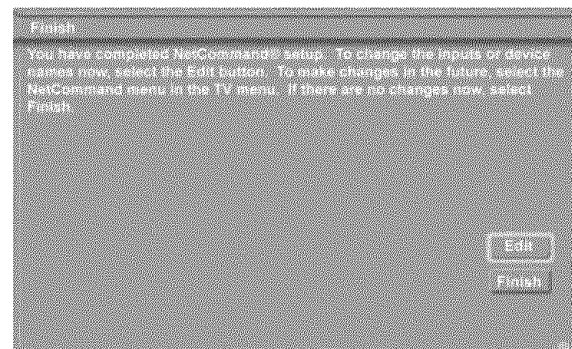 Finish
You have completed NetCommand® setup. To change the inputs or device
names now, select the Edit button. To make changes in the future, select the
NetCommand menu in the TV menu. If there are no changes now, select
Finish.
Edit
Finish